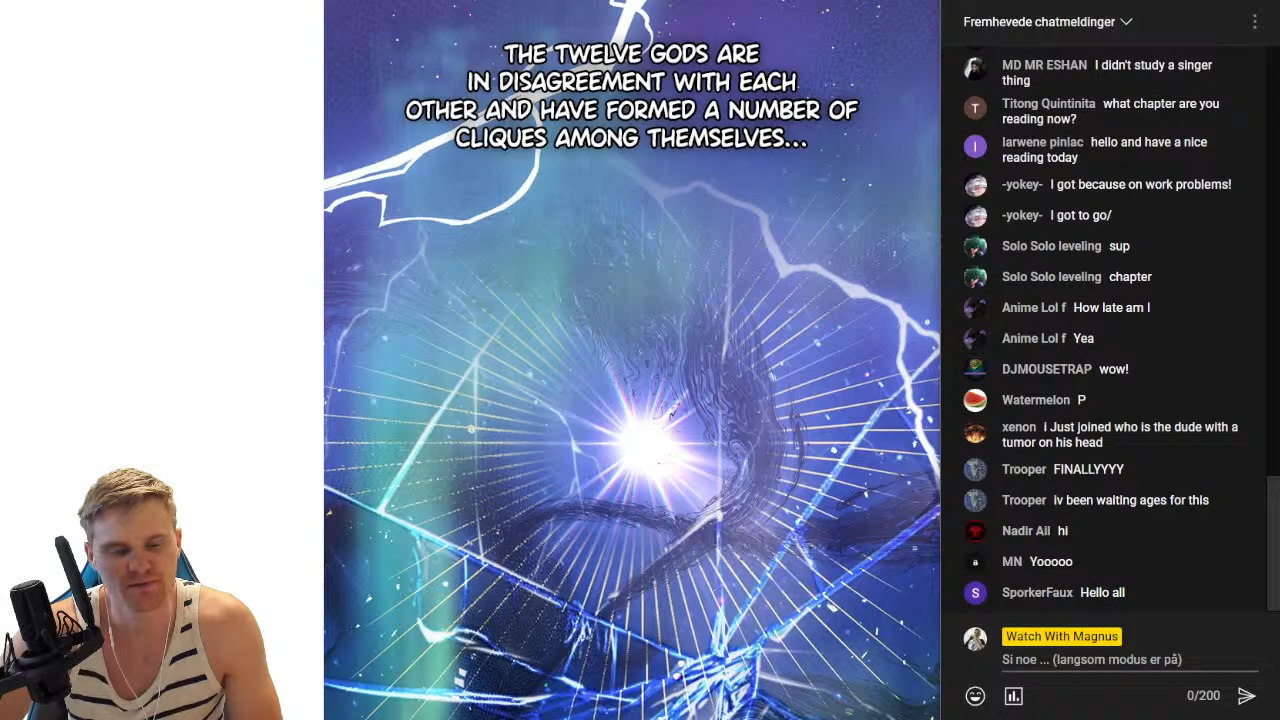 THE TWELVE GODS ARE
IN DISAGREEMENT WITH EACH
OTHER AND HAVE FORMED A NUMBER OF
CLIQUES AMONG THEMSELVES...
Fremhevede chatmeldinger
MD MR ESHAN I didn't study a singer
thing
T
Titong Quintinita what chapter are you
reading now?
I
larwene pinlac hello and have a nice
reading today
-yokey- I got because on work problems!
-yokey- I got to go/
Solo Solo leveling sup
Solo Solo leveling chapter
Anime Lol f How late am I
Anime Lol f Yea
DJMOUSETRAP wow!
Watermelon P
xenon i Just joined who is the dude with a
tumor on his head
Trooper FINALLYYYY
Trooper iv been waiting ages for this
Nadir Ail hi
a
MN Yooooo
S
SporkerFaux Hello all
Watch With Magnus
Si noe ... (langsom modus er på)
0/200